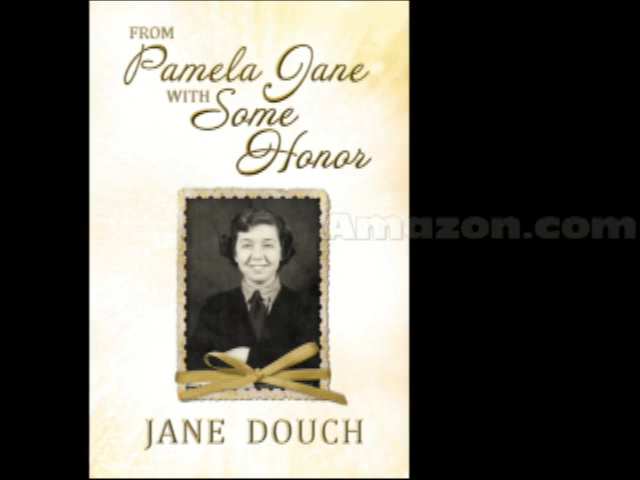 FROM
Pamela Jane
WITH Some
Honor
Amazon.com
JANE DOUCH